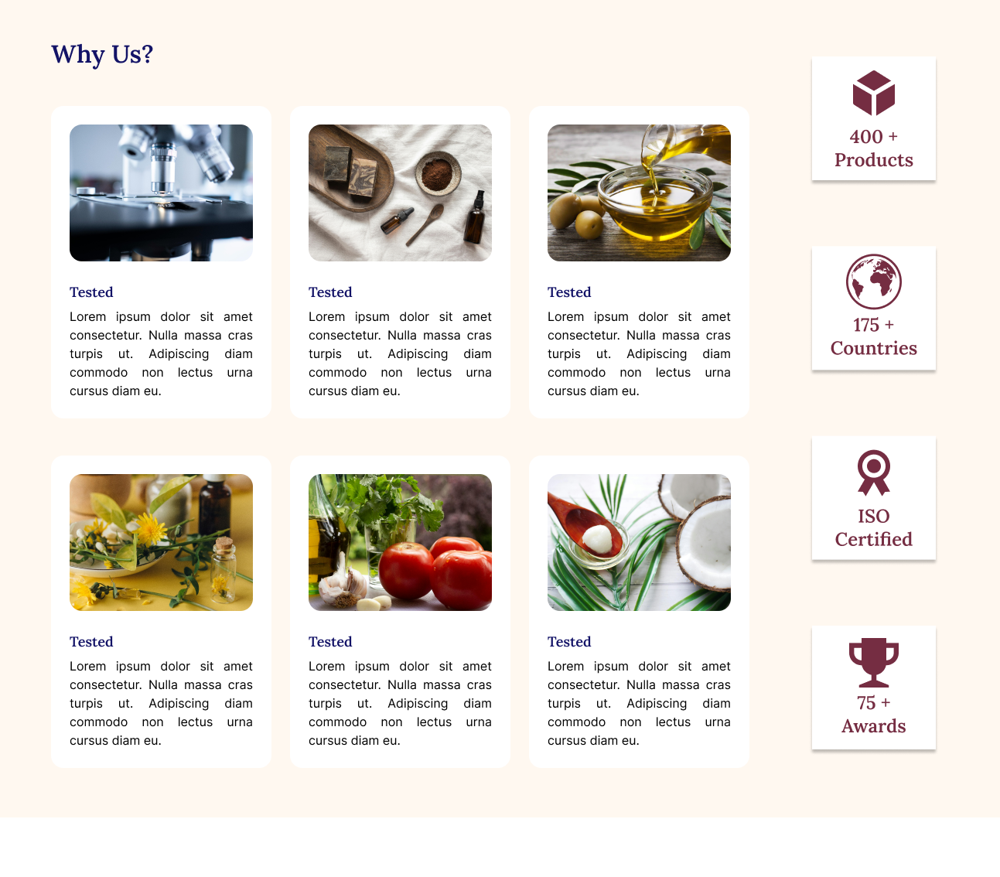 Why Us?
Tested
Lorem ipsum dolor sit amet
consectetur. Nulla massa cras
turpis ut. Adipiscing diam
commodo non lectus urna
cursus diam eu.
Tested
Lorem ipsum dolor sit amet
consectetur. Nulla massa cras
turpis ut. Adipiscing diam
commodo non lectus urna
cursus diam eu.
Tested
Lorem ipsum dolor sit amet
consectetur. Nulla massa cras
turpis ut. Adipiscing diam
commodo non lectus urna
cursus diam eu.
Tested
Lorem ipsum dolor sit amet
consectetur. Nulla massa cras
turpis ut. Adipiscing diam
commodo non lectus urna
cursus diam eu.
Tested
Lorem ipsum dolor sit amet
consectetur. Nulla massa cras
turpis ut. Adipiscing diam
commodo non lectus urna
cursus diam eu.
Tested
Lorem ipsum dolor sit amet
consectetur. Nulla massa cras
turpis ut. Adipiscing diam
commodo non lectus urna
cursus diam eu.
400 +
Products
175 +
Countries
ISO
Certified
75 +
Awards